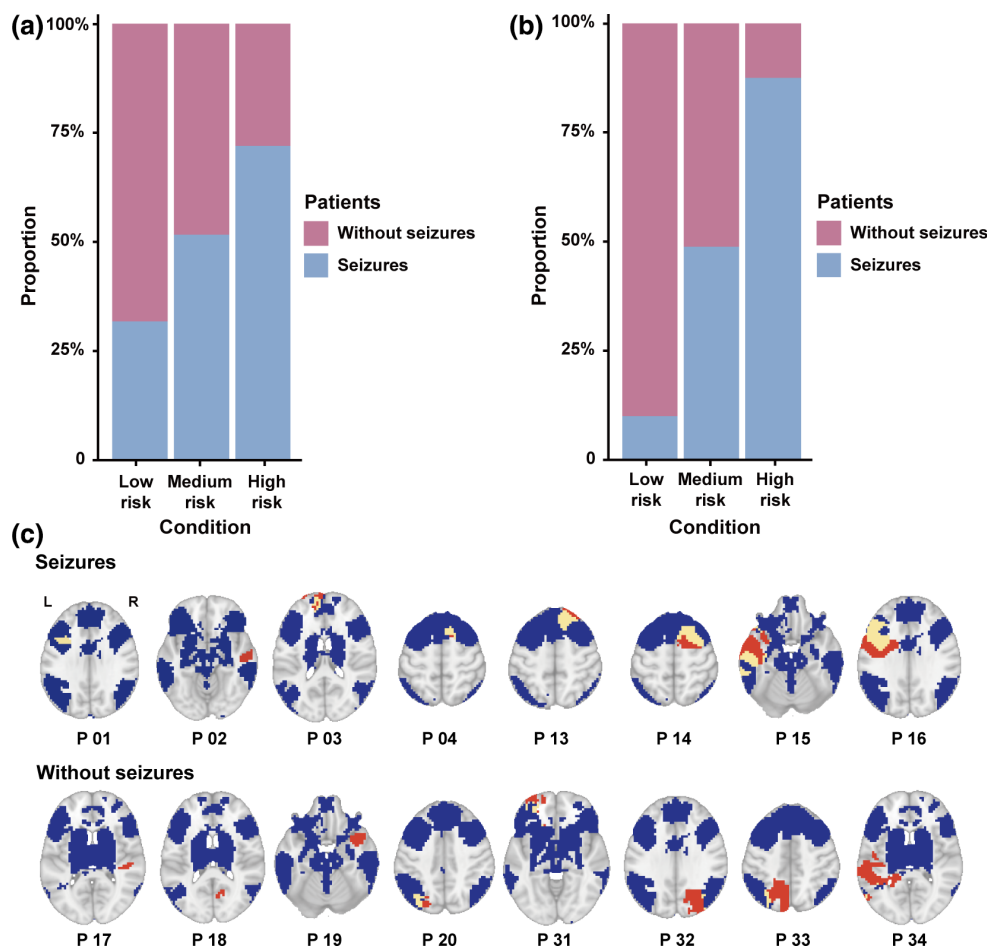 (a)
100%
75%
50%
25%
0
Proportion
Low risk
Medium risk
High risk
Condition
Patients
Without seizures
Seizures
(b)
100%
75%
50%
25%
0
Proportion
Low risk
Medium risk
High risk
Condition
Patients
Without seizures
Seizures
(c)
Seizures
L R
P 01 P 02 P 03 P 04 P 13 P 14 P 15 P 16
Without seizures
P 17 P 18 P 19 P 20 P 31 P 32 P 33 P 34